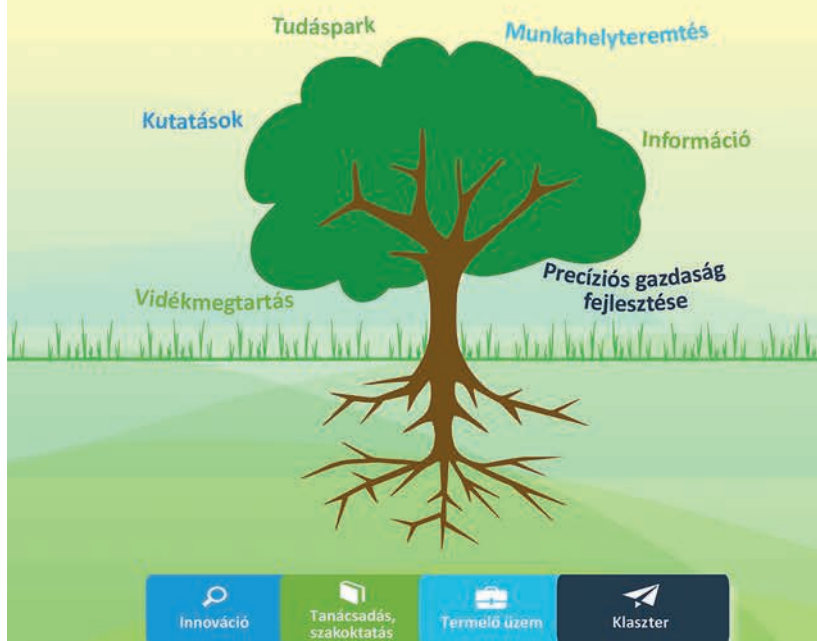 Tudáspark
Munkahelyteremtés
Kutatások
Információ
Vidékmegtartás
Precíziós gazdaság
fejlesztése
Innováció
Tanácsadás,
szakoktatás
Termelő üzem
Klaszter